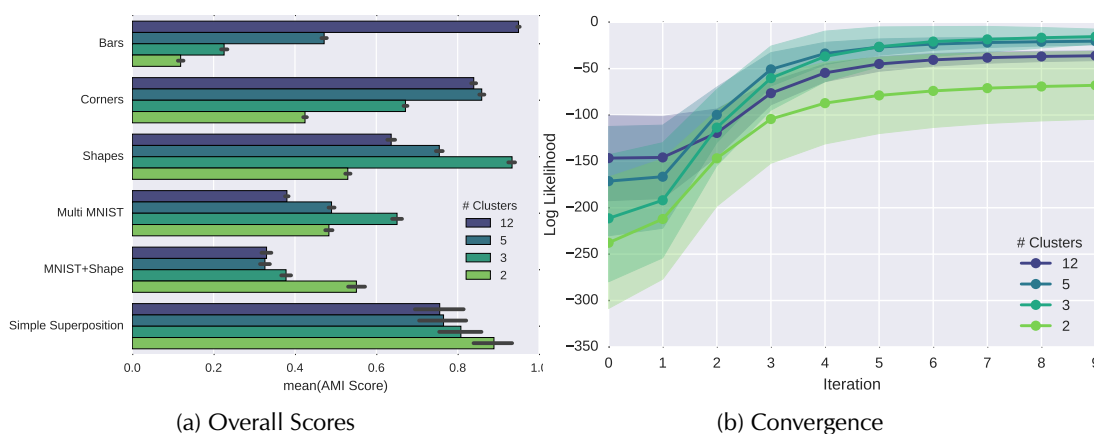 Bars
Corners
Shapes
Multi MNIST
MNIST+Shape
Simple Superposition
# Clusters
12
5
3
2
0.0 0.2 0.4 0.6 0.8 1.0
mean(AMI Score)
(a) Overall Scores
0
−50
−100
−150
−200
−250
−300
−350
Log Likelihood
# Clusters
12
5
3
2
0 1 2 3 4 5 6 7 8 9
Iteration
(b) Convergence